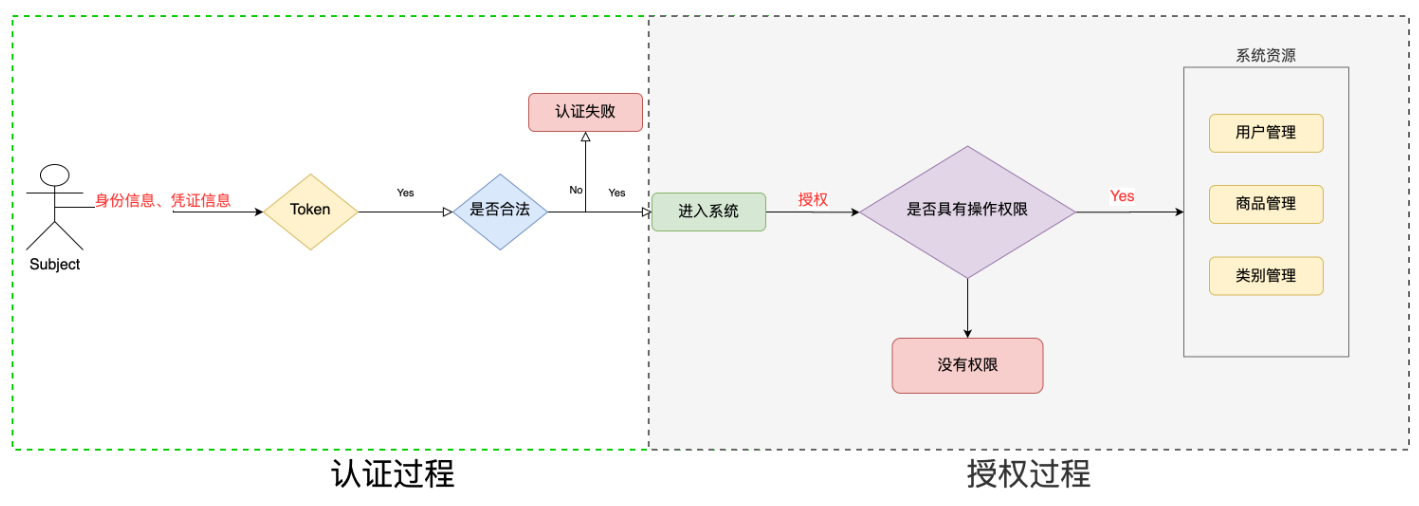 系统资源
认证失败
用户管理
身份信息、凭证信息
Token
Yes
是否合法
No
Yes
进入系统
授权
是否具有操作权限
Yes
商品管理
Subject
类别管理
没有权限
认证过程
授权过程